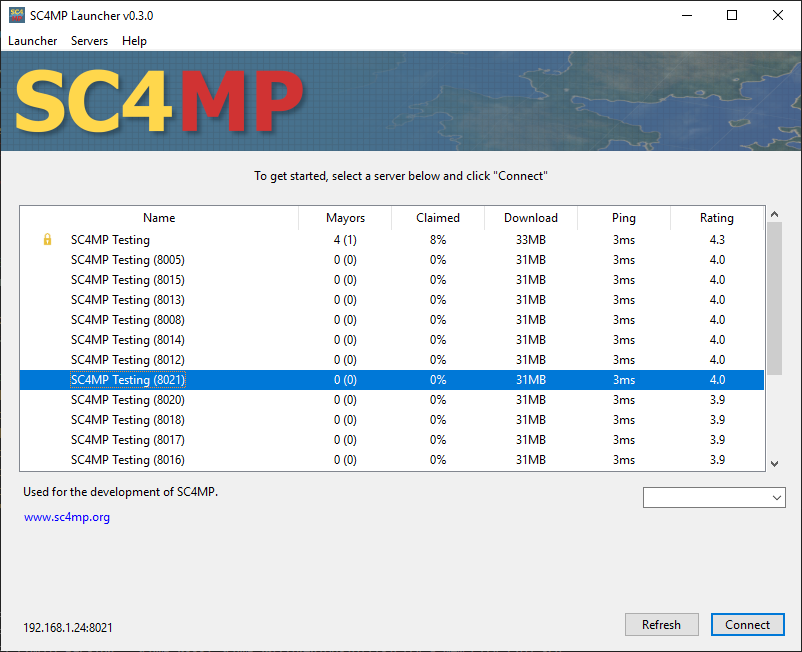 SC4MP Launcher v0.3.0
Launcher Servers Help
SC4MP
To get started, select a server below and click "Connect"
Name Mayors Claimed Download Ping Rating
SC4MP Testing 4 (1) 8% 33MB 3ms 4.3
SC4MP Testing (8005) 0 (0) 0% 31MB 3ms 4.0
SC4MP Testing (8015) 0 (0) 0% 31MB 3ms 4.0
SC4MP Testing (8013) 0 (0) 0% 31MB 3ms 4.0
SC4MP Testing (8008) 0 (0) 0% 31MB 3ms 4.0
SC4MP Testing (8014) 0 (0) 0% 31MB 3ms 4.0
SC4MP Testing (8012) 0 (0) 0% 31MB 3ms 4.0
SC4MP Testing (8021) 0 (0) 0% 31MB 3ms 4.0
SC4MP Testing (8020) 0 (0) 0% 31MB 3ms 3.9
SC4MP Testing (8018) 0 (0) 0% 31MB 3ms 3.9
SC4MP Testing (8017) 0 (0) 0% 31MB 3ms 3.9
SC4MP Testing (8016) 0 (0) 0% 31MB 3ms 3.9
Used for the development of SC4MP.
www.sc4mp.org
192.168.1.24:8021
Refresh Connect